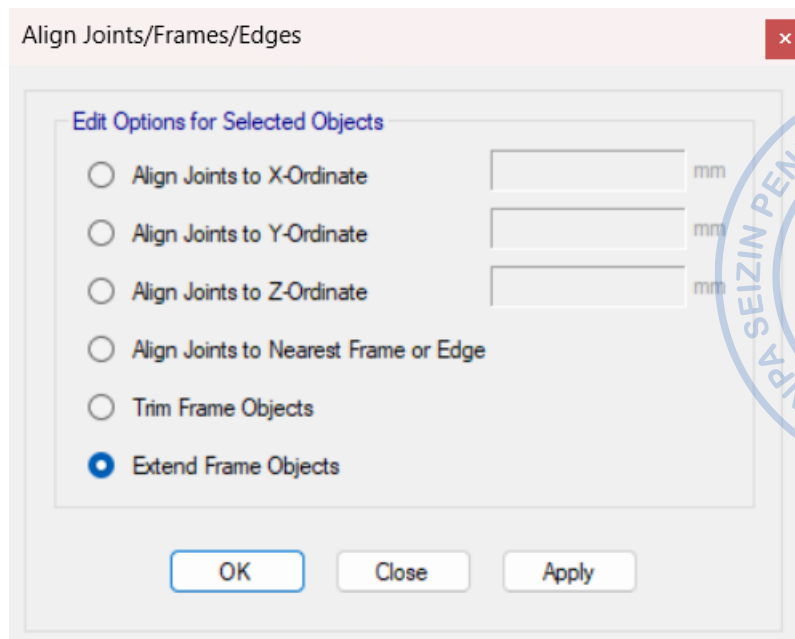 Align Joints/Frames/Edges
x
Edit Options for Selected Objects
Align Joints to X-Ordinate mm
Align Joints to Y-Ordinate mm
Align Joints to Z-Ordinate mm
Align Joints to Nearest Frame or Edge
Trim Frame Objects
Extend Frame Objects
OK Close Apply
SEIZIN